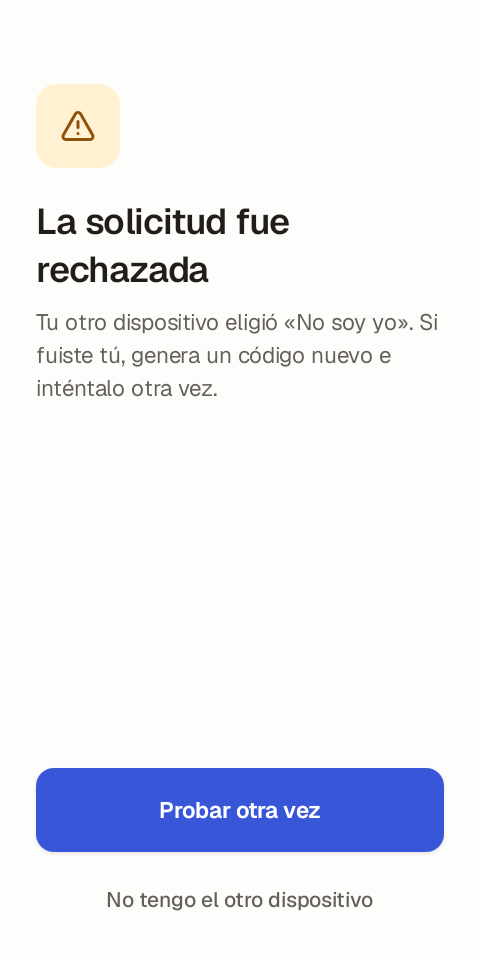 La solicitud fue
rechazada
Tu otro dispositivo eligió «No soy yo». Si
fuiste tú, genera un código nuevo e
inténtalo otra vez.
Probar otra vez
No tengo el otro dispositivo